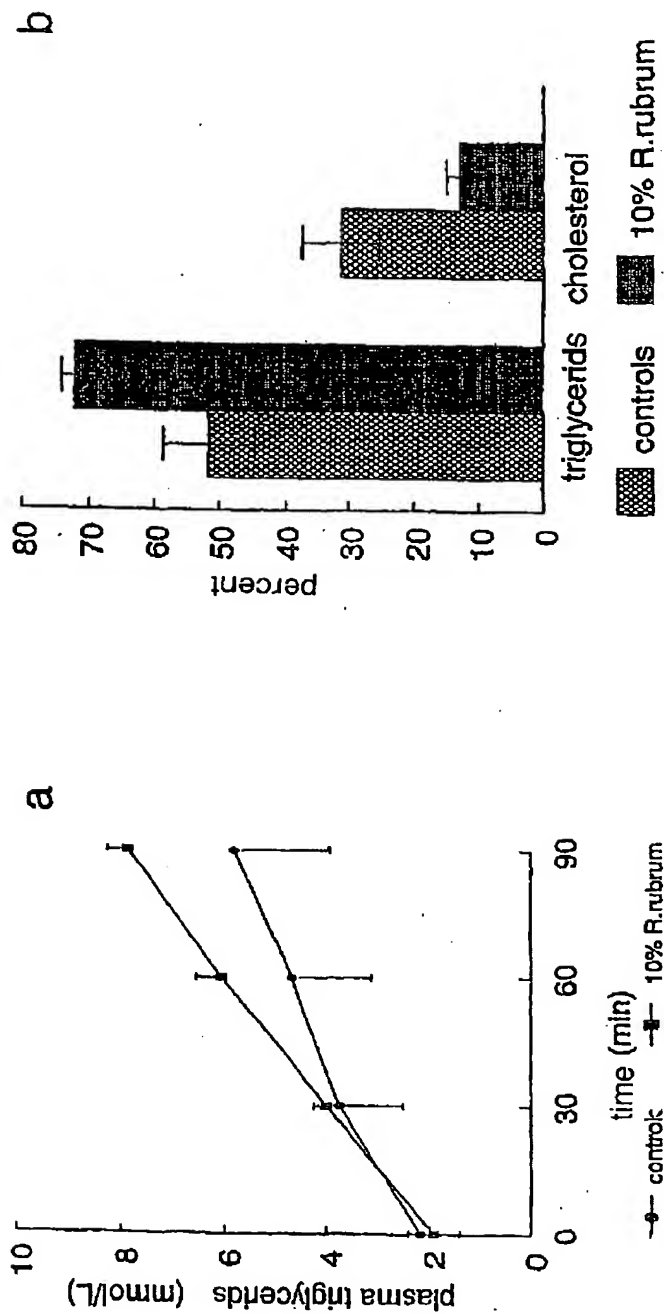 a
plasma triglycerids
(mmol/L)
10
8
6
4
2
0
0
30
60
90
time (min)
controk
10% R.rubrum
b
percent
80
70
60
50
40
30
20
10
0
triglycerids
cholesterol
controls
10% R.rubrum